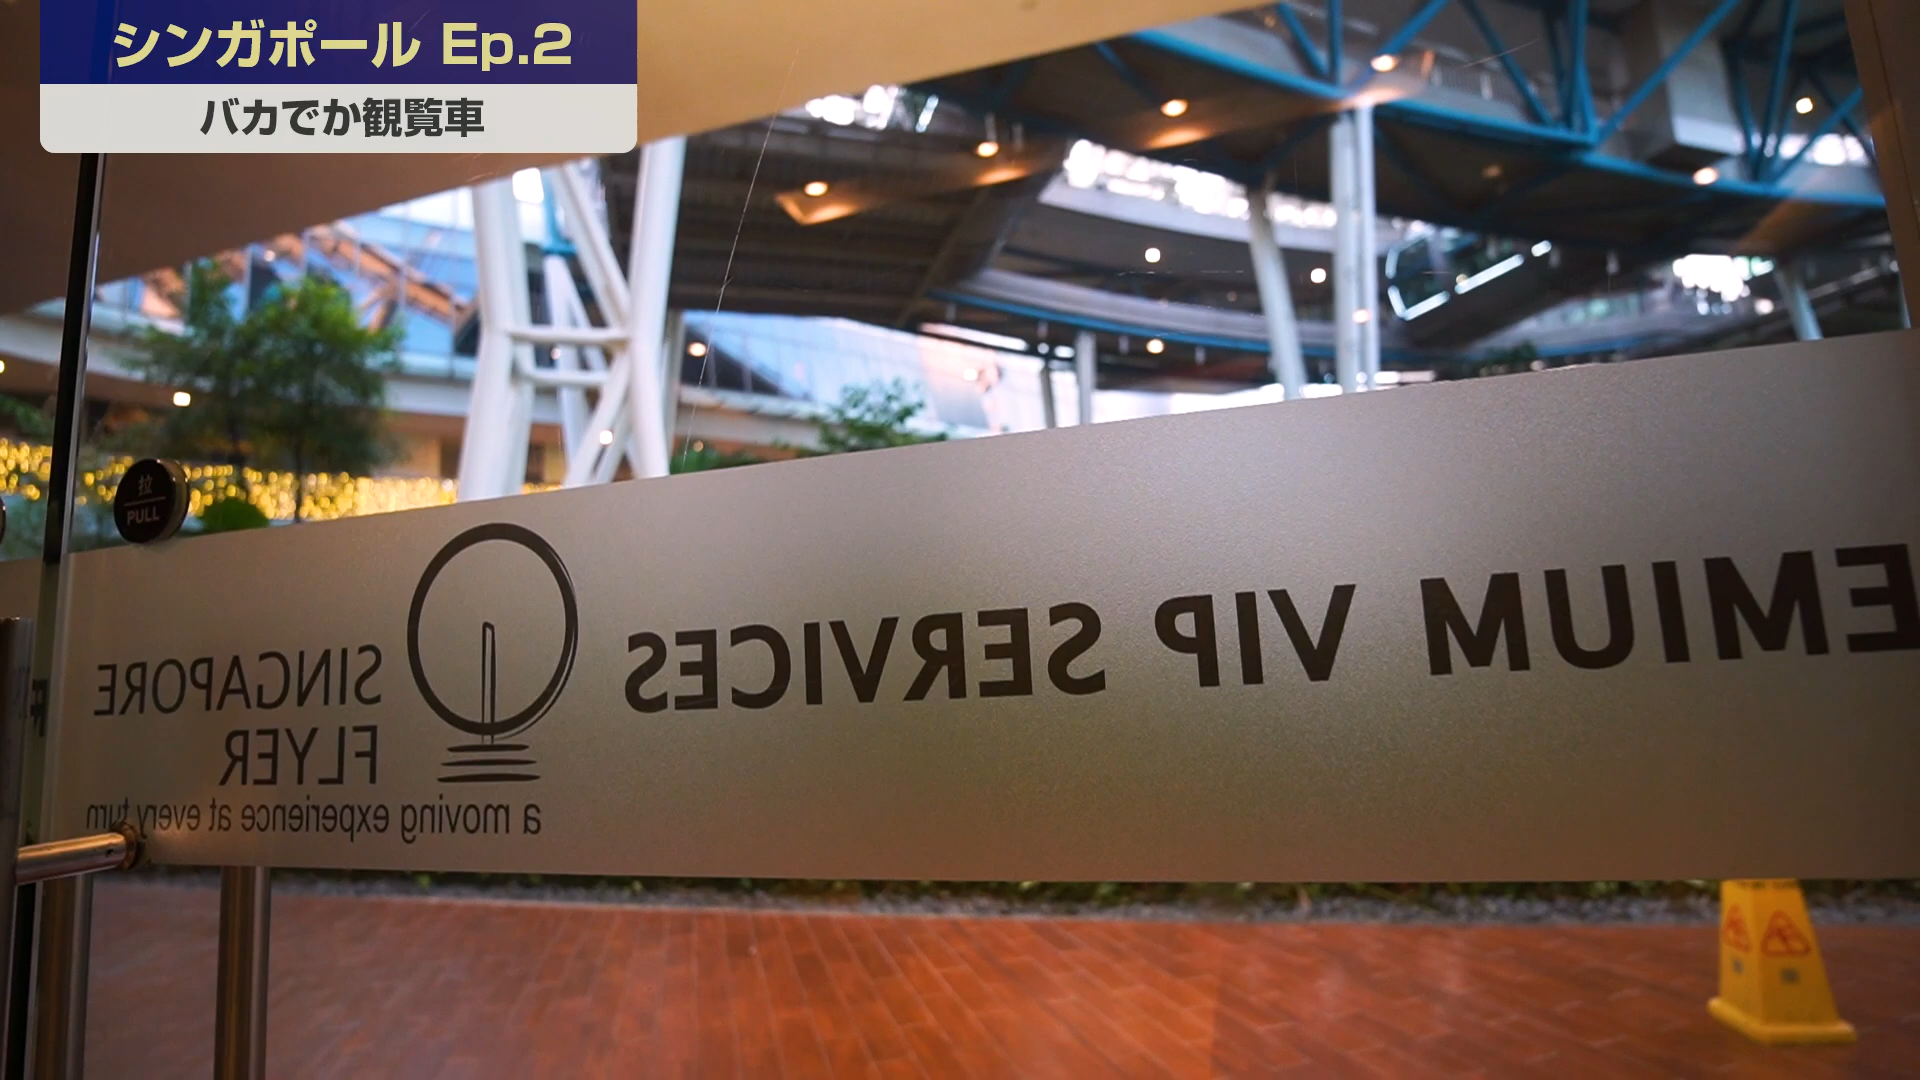 シンガポール Ep.2
バカでか観覧車
拉
PULL
EMIUM VIP SERVICES
SINGAPORE
FLYER
a moving experience at every turn